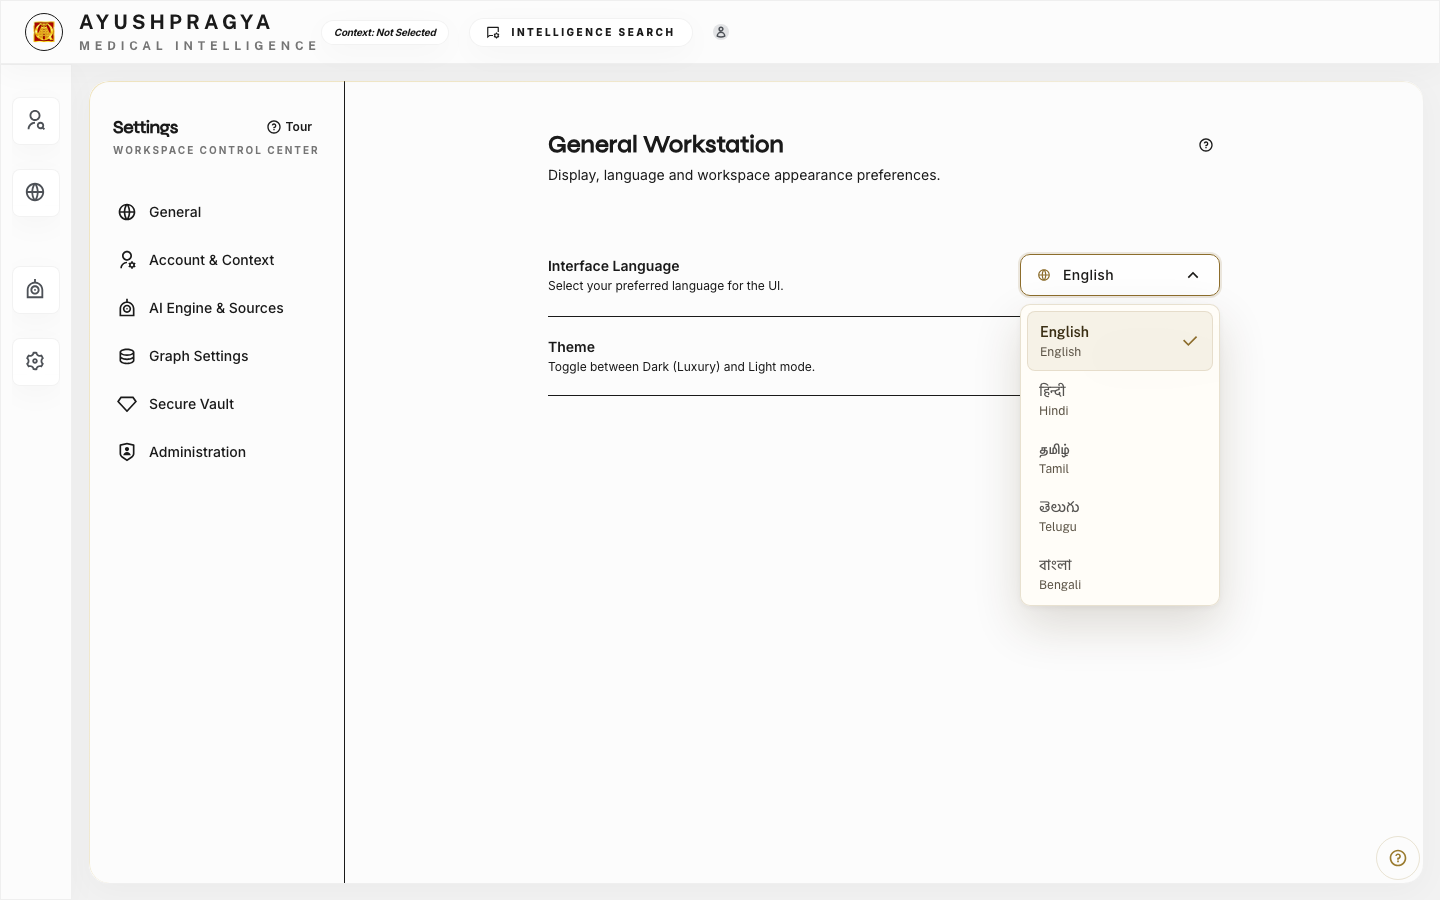 AYUSHPRAGYA
MEDICAL INTELLIGENCE
Context: Not Selected
INTELLIGENCE SEARCH
Settings
Tour
WORKSPACE CONTROL CENTER
General
Account & Context
AI Engine & Sources
Graph Settings
Secure Vault
Administration
General Workstation
Display, language and workspace appearance preferences.
Interface Language
Select your preferred language for the UI.
English
Theme
Toggle between Dark (Luxury) and Light mode.
English
English
हिन्दी
Hindi
தமிழ்
Tamil
తెలుగు
Telugu
বাংলা
Bengali